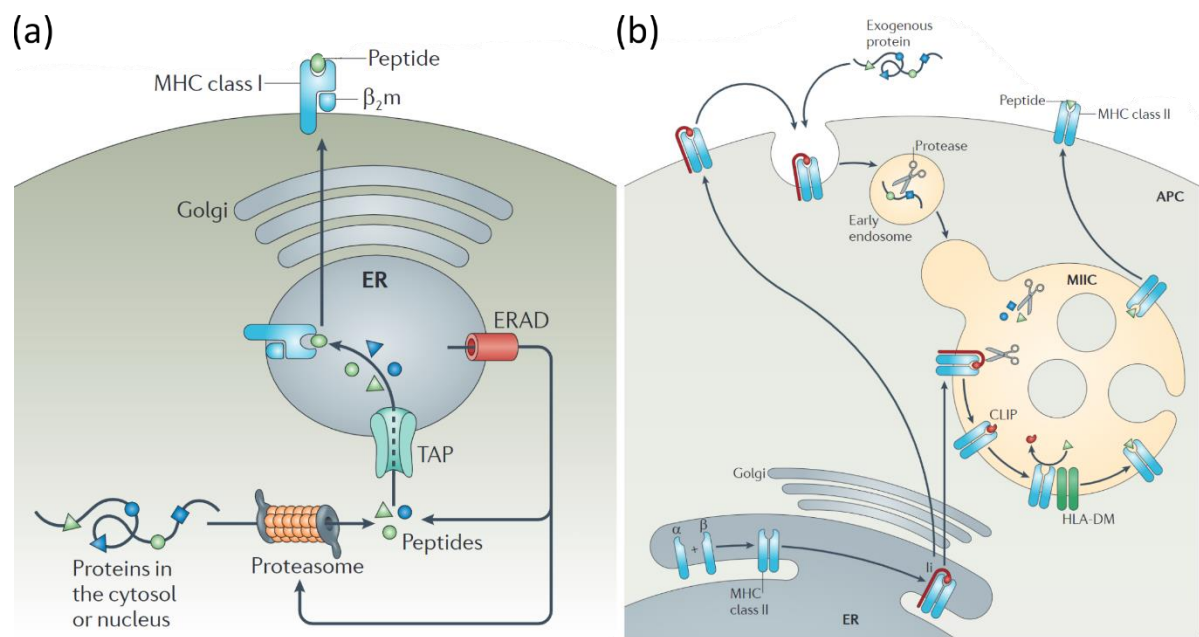 (a)
Peptide
MHC class I
β₂m
Golgi
ER
ERAD
TAP
Peptides
Proteasome
Proteins in
the cytosol
or nucleus
(b)
Exogenous
protein
Peptide
MHC class II
Protease
APC
Early
endosome
MIIC
CLIP
HLA-DM
Golgi
α
+
β
Ii
MHC
class II
ER